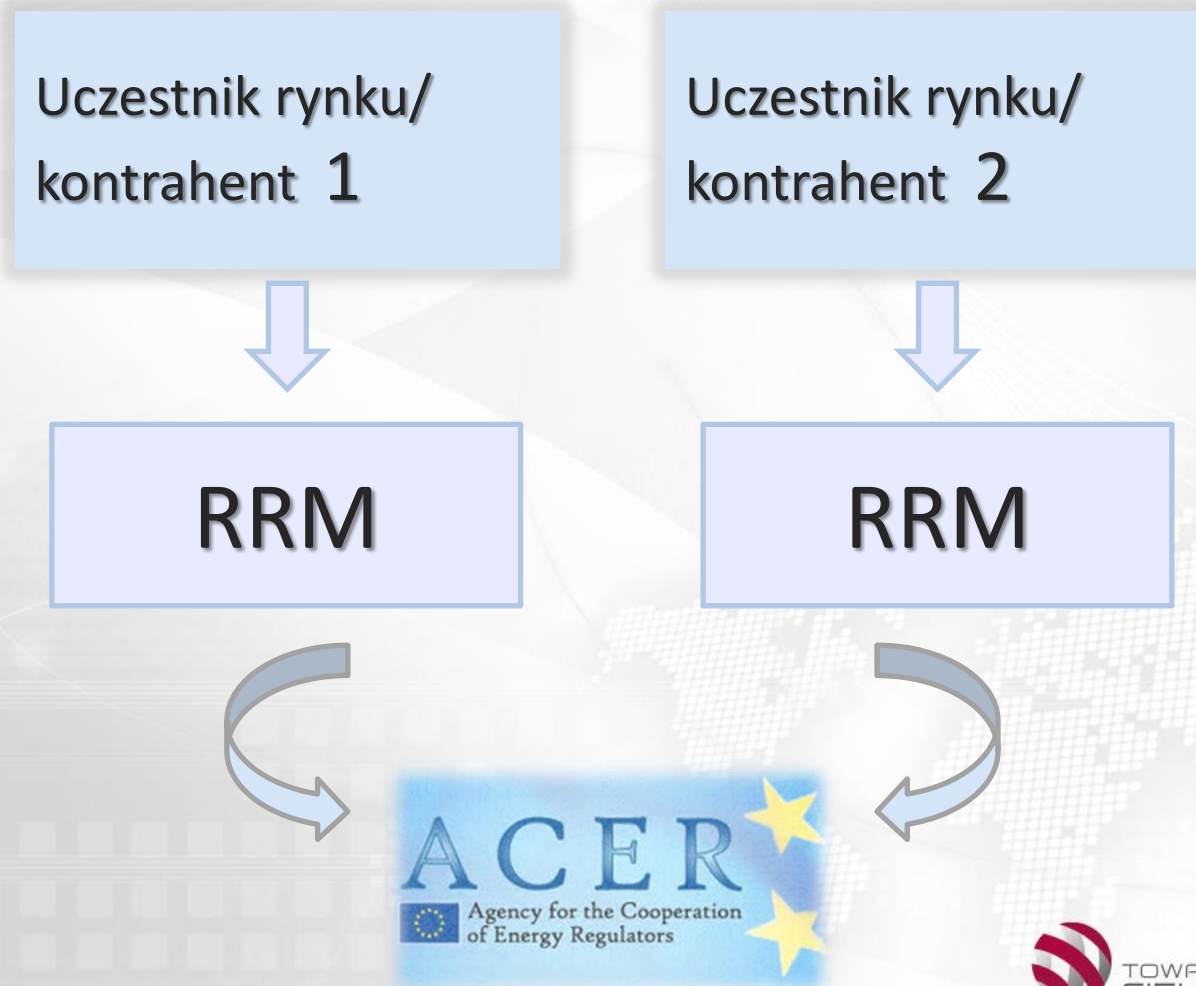 Uczestnik rynku/
kontrahent 1
Uczestnik rynku/
kontrahent 2
RRM
RRM
ACER
Agency for the Cooperation
of Energy Regulators